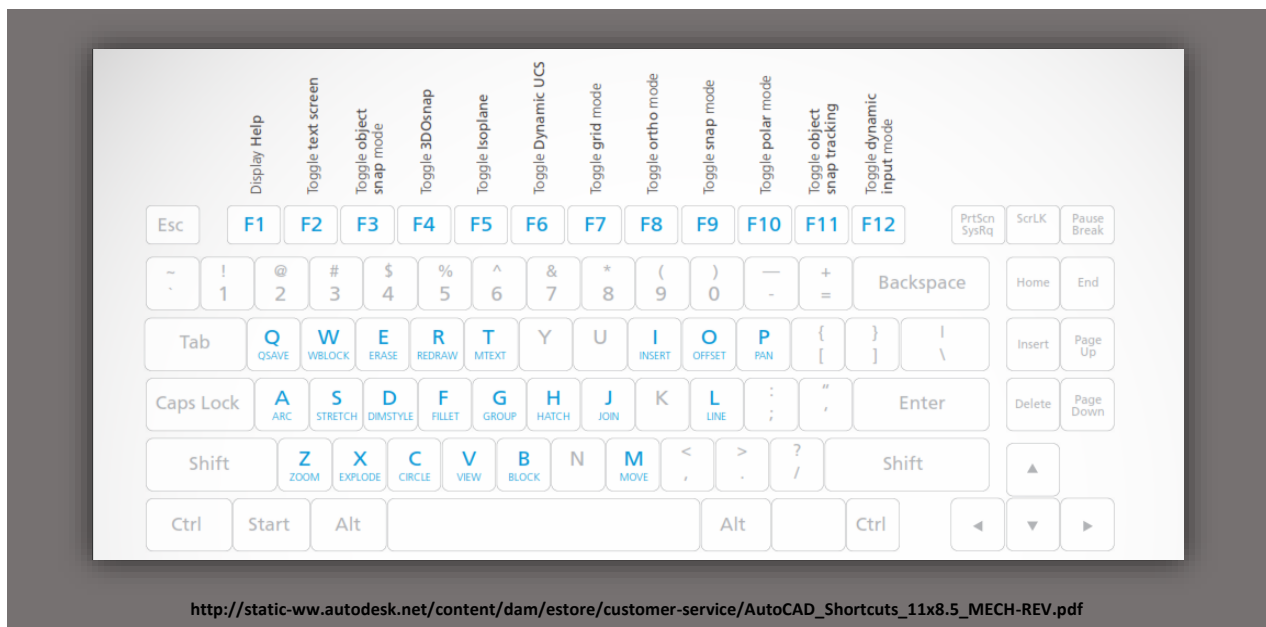 Display Help
Toggle text screen
Toggle object
snap mode
Toggle 3DOsnap
Toggle Isoplane
Toggle Dynamic UCS
Toggle grid mode
Toggle ortho mode
Toggle snap mode
Toggle polar mode
Toggle object
snap tracking
Toggle dynamic
input mode
Esc F1 F2 F3 F4 F5 F6 F7 F8 F9 F10 F11 F12 PrtScn ScrLK Pause
SysRq Break
~ ! @ # $ % ^ & * ( ) — +
` 1 2 3 4 5 6 7 8 9 0 - = Backspace Home End
Tab Q W E R T Y U I O P { } | Insert Page
QSAVE WBLOCK ERASE REDRAW MTEXT INSERT OFFSET PAN [ ] \ Up
Caps Lock A S D F G H J K L : " Enter Delete Page
ARC STRETCH DIMSTYLE FILLET GROUP HATCH JOIN LINE ; ' Down
Shift Z X C V B N M < > ? Shift ▲
ZOOM EXPLODE CIRCLE VIEW BLOCK MOVE , . /
Ctrl Start Alt Alt Ctrl ◄ ▼ ►
http://static-ww.autodesk.net/content/dam/estore/customer-service/AutoCAD_Shortcuts_11x8.5_MECH-REV.pdf